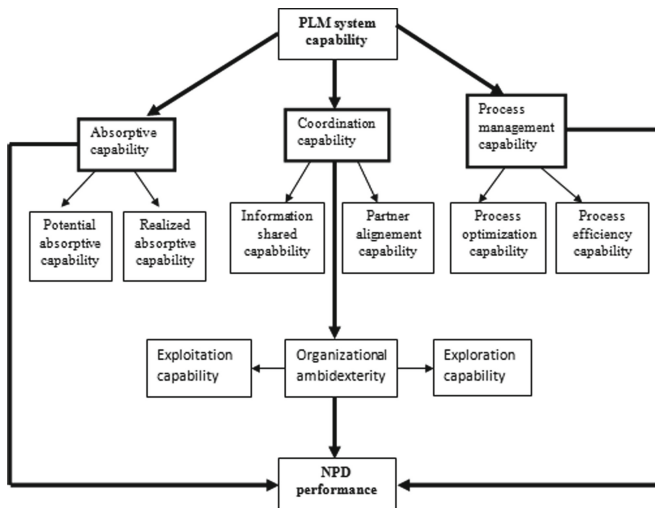 PLM system
capability
Absorptive
capability
Coordination
capability
Process
management
capability
Potential
absorptive
capability
Realized
absorptive
capability
Information
shared
capabbility
Partner
alignement
capability
Process
optimization
capability
Process
efficiency
capability
Exploitation
capability
Organizational
ambidexterity
Exploration
capability
NPD
performance